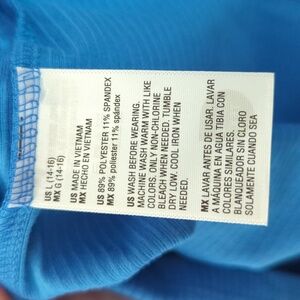 US L (14-16)
MX G (14-16)
US MADE IN VIETNAM
MX HECHO EN VIETNAM
US 89% POLYESTER 11% SPANDEX
MX 89% poliester 11% spándex
US WASH BEFORE WEARING.
MACHINE WASH WARM WITH LIKE
COLORS. ONLY NON-CHLORINE
BLEACH WHEN NEEDED. TUMBLE
DRY LOW. COOL IRON WHEN
NEEDED.
MX LAVAR ANTES DE USAR. LAVAR
A MAQUINA EN AGUA TIBIA CON
COLORES SIMILARES.
BLANQUEADOR SIN CLORO
SOLAMENTE CUANDO SEA